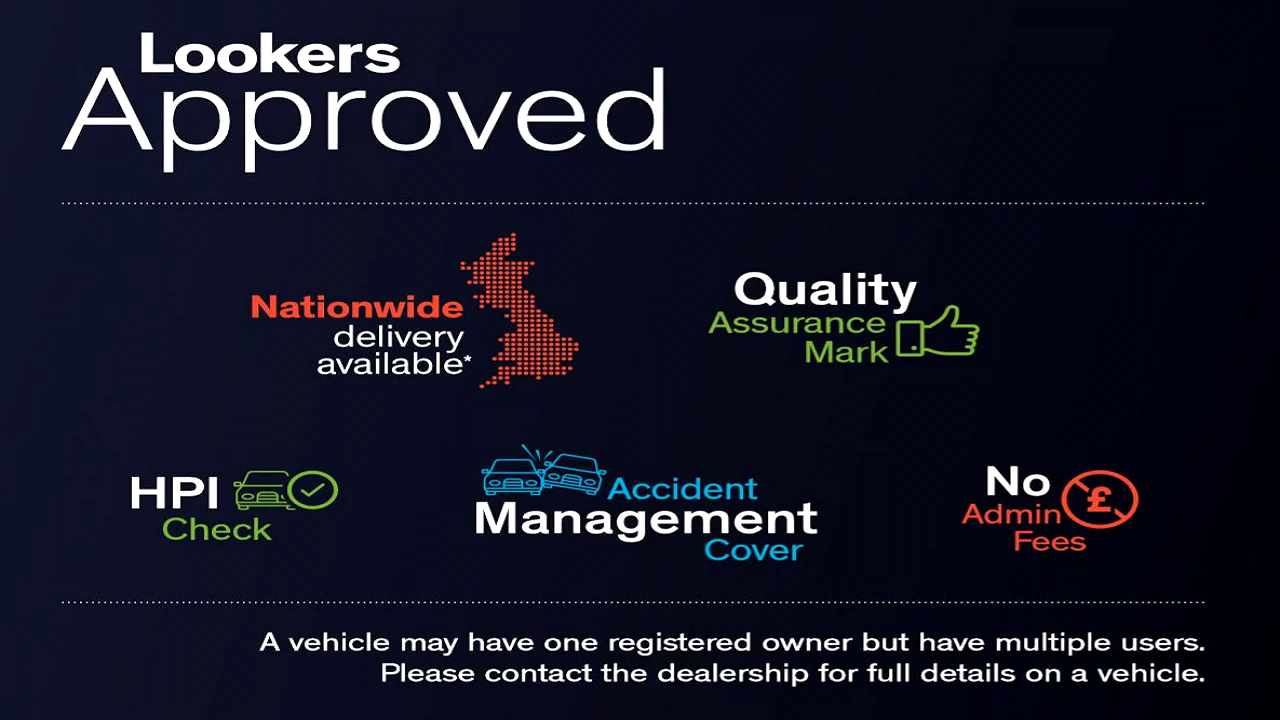 Lookers
Approved
Nationwide
delivery
available*
Quality
Assurance
Mark
HPI
Check
Accident
Management
Cover
No
£
Admin
Fees
A vehicle may have one registered owner but have multiple users.
Please contact the dealership for full details on a vehicle.